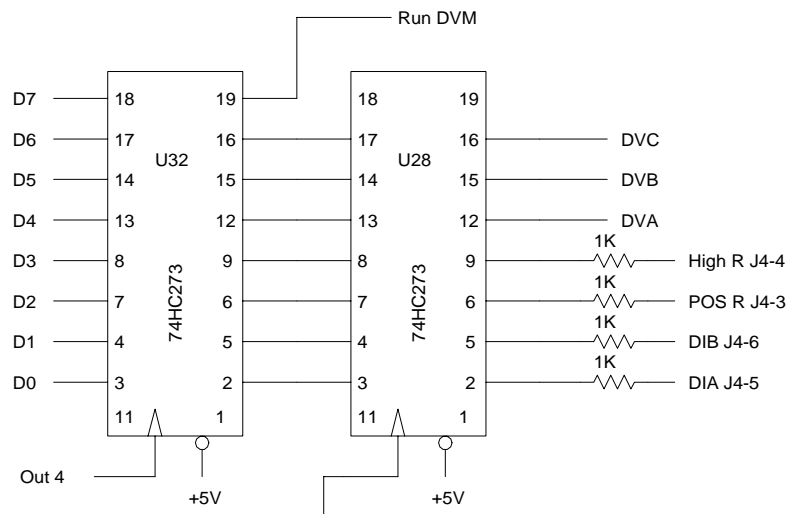 Run DVM
D7 18 19 18 19
D6 17 16 17 16 DVC
U32 U28
D5 14 15 14 15 DVB
D4 13 12 13 12 DVA
1K
D3 8 9 8 9 High R J4-4
1K
D2 7 6 7 6 POS R J4-3
74HC273 74HC273
1K
D1 4 5 4 5 DIB J4-6
1K
D0 3 2 3 2 DIA J4-5
11 1 11 1
Out 4
+5V +5V